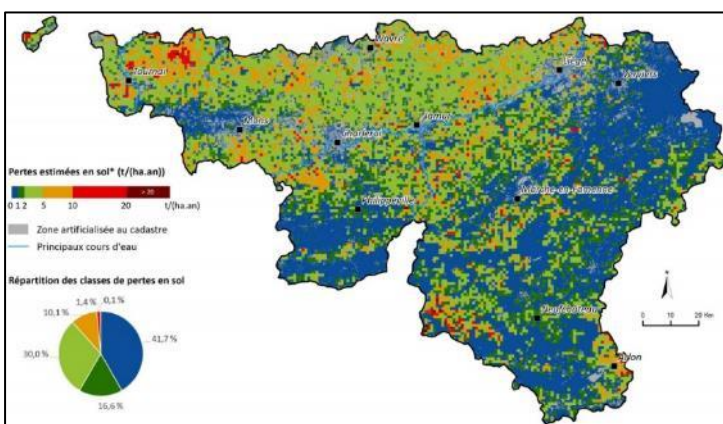 Wavre
Tournai
Liège
Verviers
Mons
Namur
Charleroi
Pertes estimées en sol* (t/(ha.an))
> 20
0 1 2 5 10 20 t/(ha.an)
Marche-en-Famenne
Philippeville
Zone artificialisée au cadastre
Principaux cours d'eau
Répartition des classes de pertes en sol
1,4 %
0,1 %
10,1 %
41,7 %
30,0 %
16,6 %
Neufchâteau
0 10 20 Km
Arlon